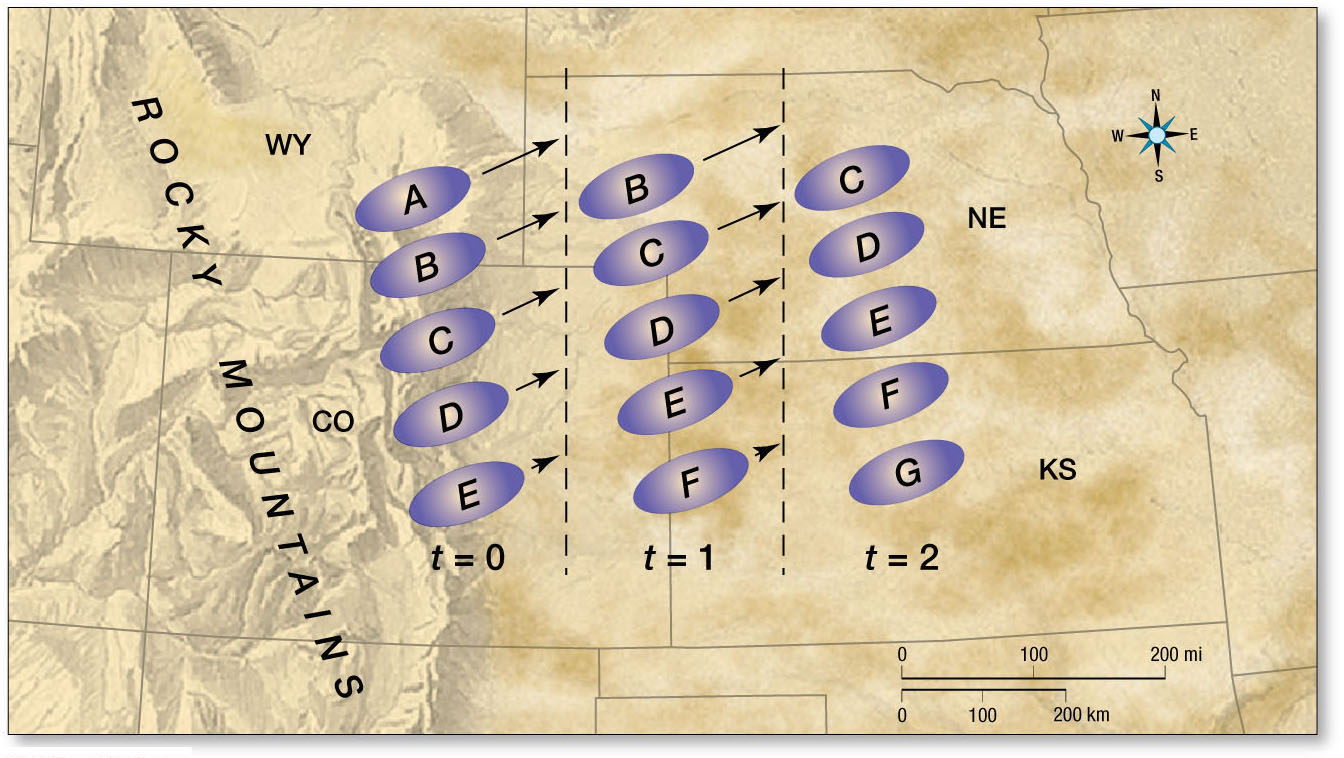 ROCKY
MOUNTAINS
WY
CO
NE
KS
N
W E
S
A
B
C
D
E
t = 0
B
C
D
E
F
t = 1
C
D
E
F
G
t = 2
0 100 200 mi
0 100 200 km